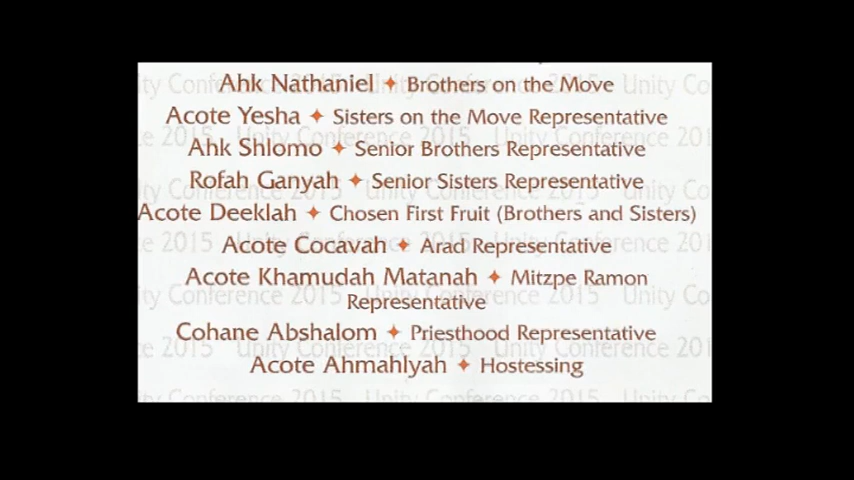 Ahk Nathaniel ✦ Brothers on the Move
Acote Yesha ✦ Sisters on the Move Representative
Ahk Shlomo ✦ Senior Brothers Representative
Rofah Ganyah ✦ Senior Sisters Representative
Acote Deeklah ✦ Chosen First Fruit (Brothers and Sisters)
Acote Cocavah ✦ Arad Representative
Acote Khamudah Matanah ✦ Mitzpe Ramon
Representative
Cohane Abshalom ✦ Priesthood Representative
Acote Ahmahlyah ✦ Hostessing